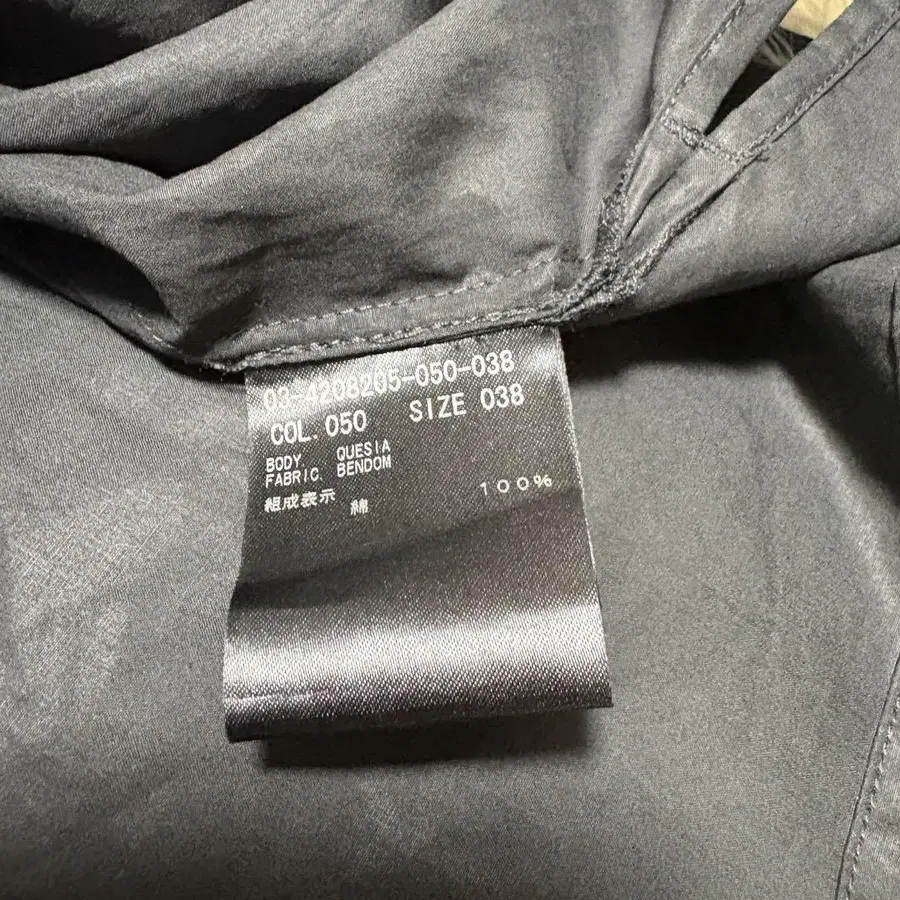 03-4208205-050-038
COL. 050 SIZE 038
BODY. QUESIA
FABRIC. BENDOM
組成表示
綿 100%